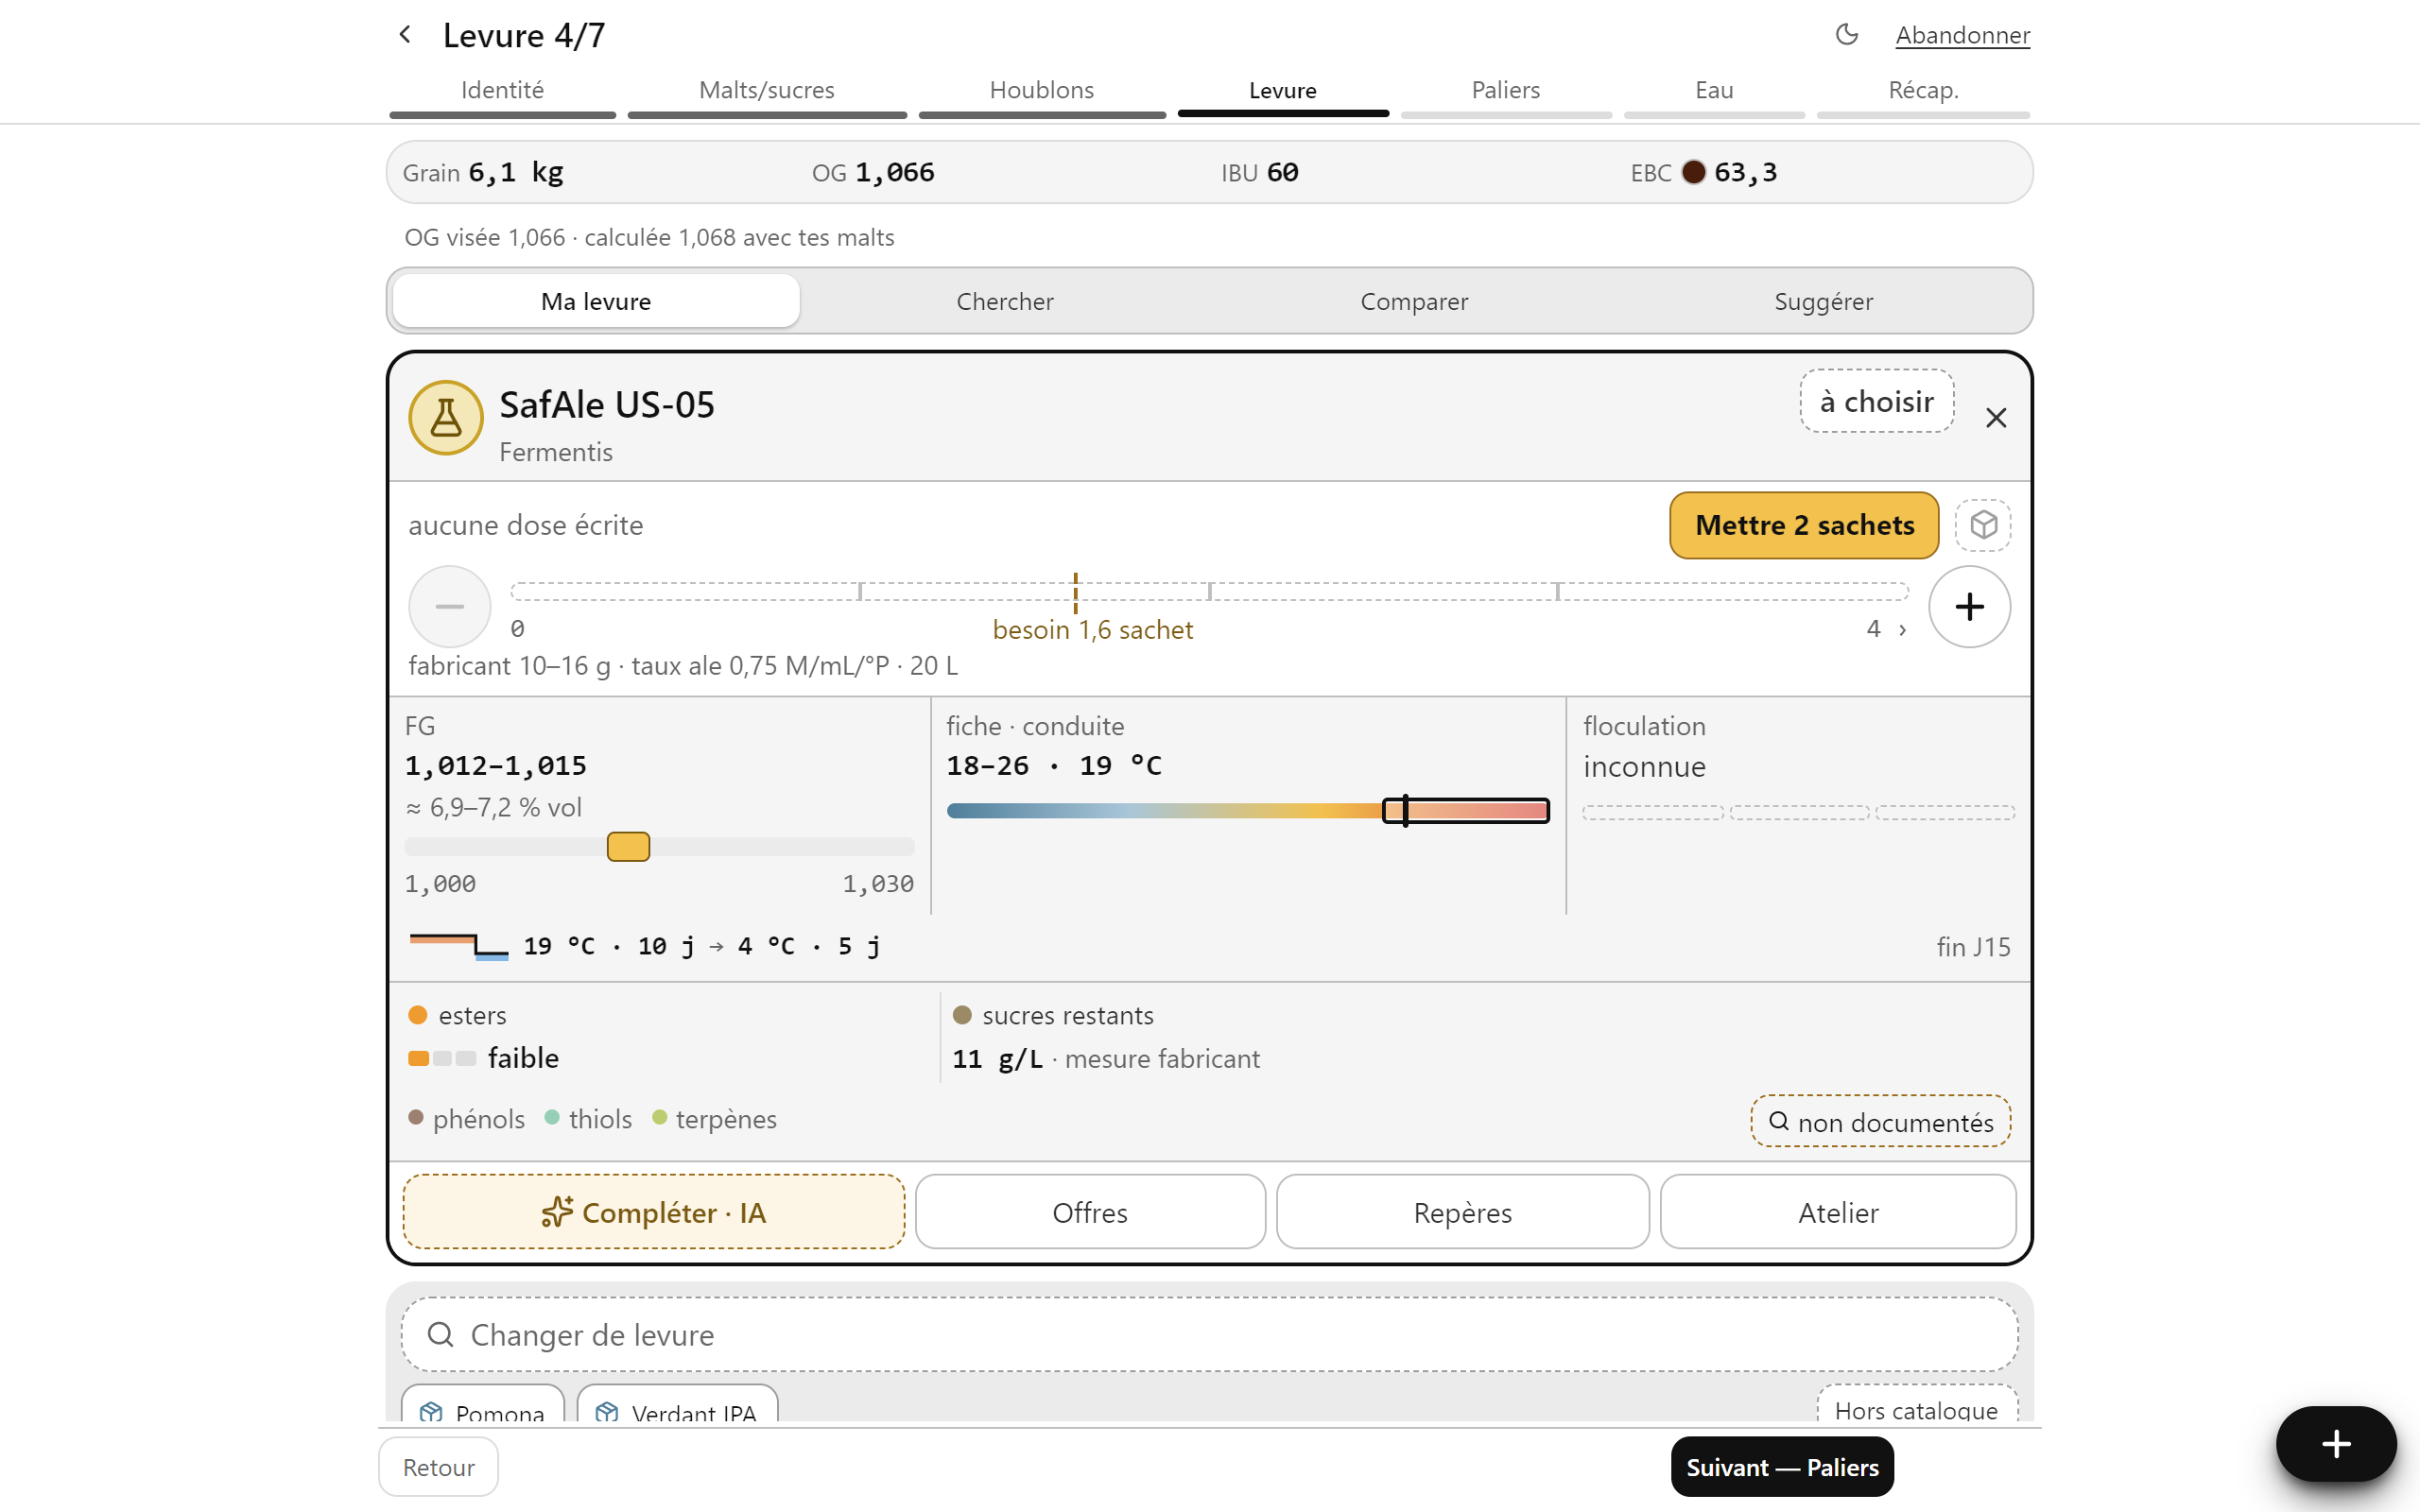 Levure 4/7
Abandonner
Identité
Malts/sucres
Houblons
Levure
Paliers
Eau
Récap.
Grain 6,1 kg
OG 1,066
IBU 60
EBC 63,3
OG visée 1,066 · calculée 1,068 avec tes malts
Ma levure
Chercher
Comparer
Suggérer
SafAle US-05
Fermentis
à choisir
aucune dose écrite
Mettre 2 sachets
0
besoin 1,6 sachet
4 ›
fabricant 10–16 g · taux ale 0,75 M/mL/°P · 20 L
FG
1,012–1,015
≈ 6,9–7,2 % vol
1,000
1,030
fiche · conduite
18–26 · 19 °C
floculation
inconnue
19 °C · 10 j → 4 °C · 5 j
fin J15
esters
faible
sucres restants
11 g/L · mesure fabricant
phénols
thiols
terpènes
non documentés
Compléter · IA
Offres
Repères
Atelier
Changer de levure
Pomona
Verdant IPA
Hors catalogue
Retour
Suivant — Paliers